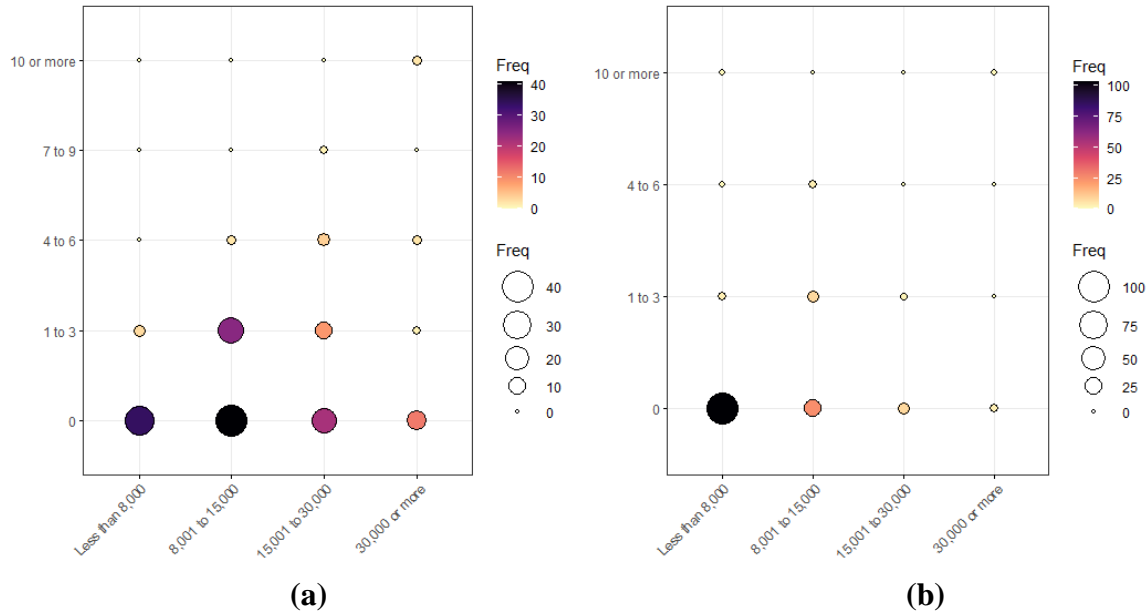 10 or more
7 to 9
4 to 6
1 to 3
0
Less than 8,000
8,001 to 15,000
15,001 to 30,000
30,000 or more
Freq
40
30
20
10
0
Freq
40
30
20
10
0
(a)
10 or more
4 to 6
1 to 3
0
Less than 8,000
8,001 to 15,000
15,001 to 30,000
30,000 or more
Freq
100
75
50
25
0
Freq
100
75
50
25
0
(b)